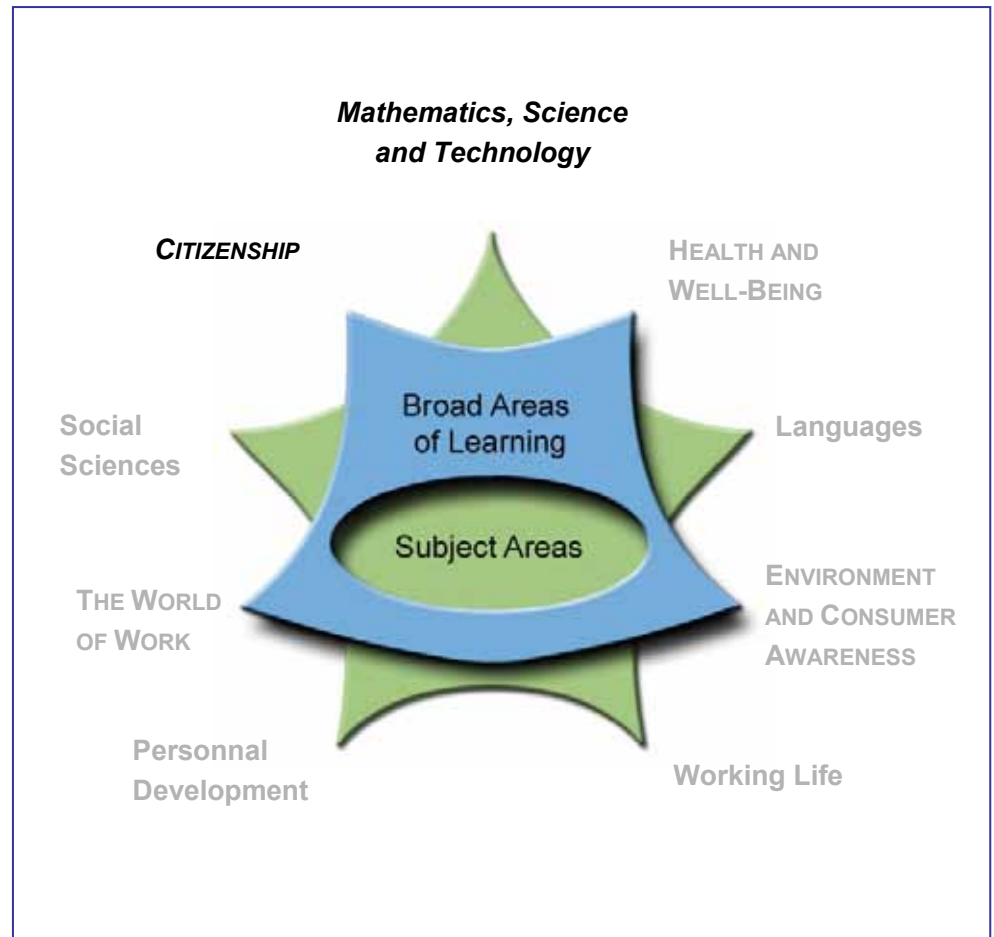 Mathematics, Science
and Technology
CITIZENSHIP
HEALTH AND
WELL-BEING
Broad Areas
of Learning
Social
Sciences
Languages
Subject Areas
THE WORLD
OF WORK
ENVIRONMENT
AND CONSUMER
AWARENESS
Personnal
Development
Working Life